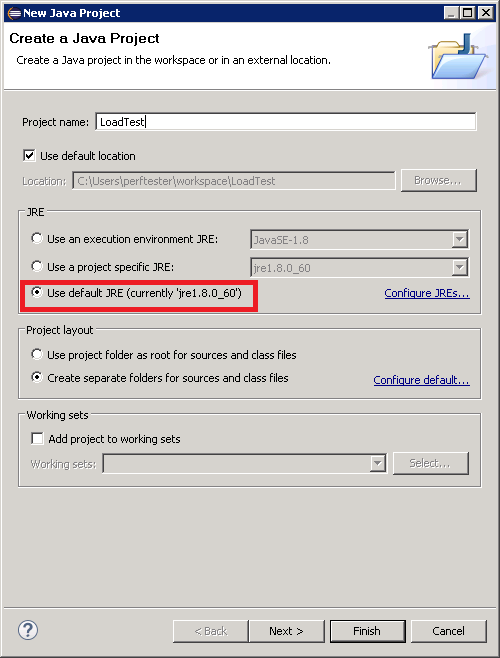 New Java Project
Create a Java Project
Create a Java project in the workspace or in an external location.
Project name: LoadTest
Use default location
Location: C:\Users\perftester\workspace\LoadTest Browse...
JRE
Use an execution environment JRE: JavaSE-1.8
Use a project specific JRE: jre1.8.0_60
Use default JRE (currently 'jre1.8.0_60') Configure JREs...
Project layout
Use project folder as root for sources and class files
Create separate folders for sources and class files Configure default...
Working sets
Add project to working sets
Working sets: Select...
? < Back Next > Finish Cancel